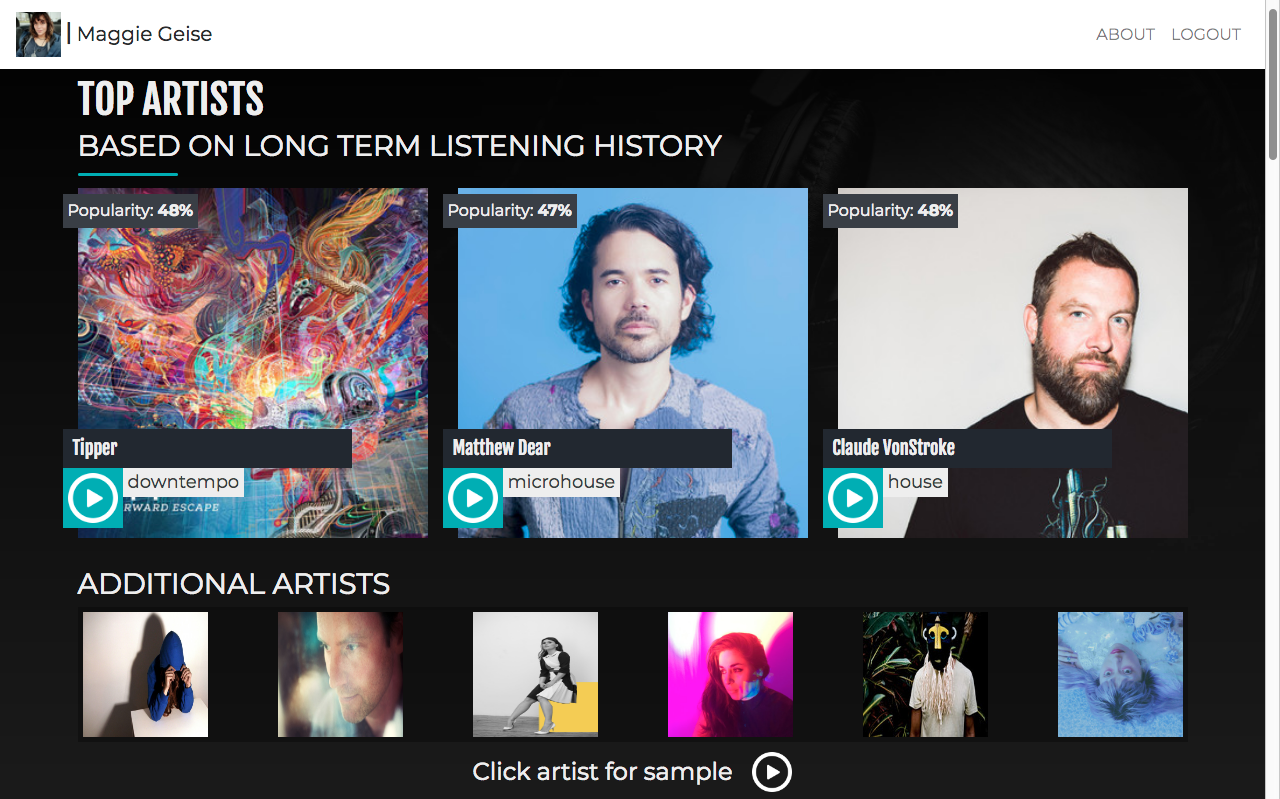 | Maggie Geise
ABOUT LOGOUT
TOP ARTISTS
BASED ON LONG TERM LISTENING HISTORY
Popularity: 48%
Popularity: 47%
Popularity: 48%
Tipper
Matthew Dear
Claude VonStroke
downtempo
microhouse
house
RWARD ESCAPE
ADDITIONAL ARTISTS
Click artist for sample